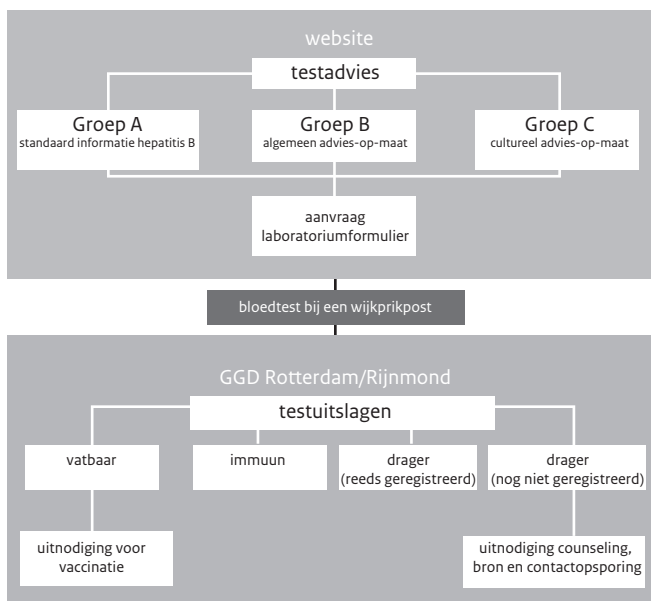 website
testadvies
Groep A
standaard informatie hepatitis B
Groep B
algemeen advies-op-maat
Groep C
cultureel advies-op-maat
aanvraag
laboratoriumformulier
bloedtest bij een wijkprikpost
GGD Rotterdam/Rijnmond
testuitslagen
vatbaar
immuun
drager
(reeds geregistreerd)
drager
(nog niet geregistreerd)
uitnodiging voor
vaccinatie
uitnodiging counseling,
bron en contactopsporing